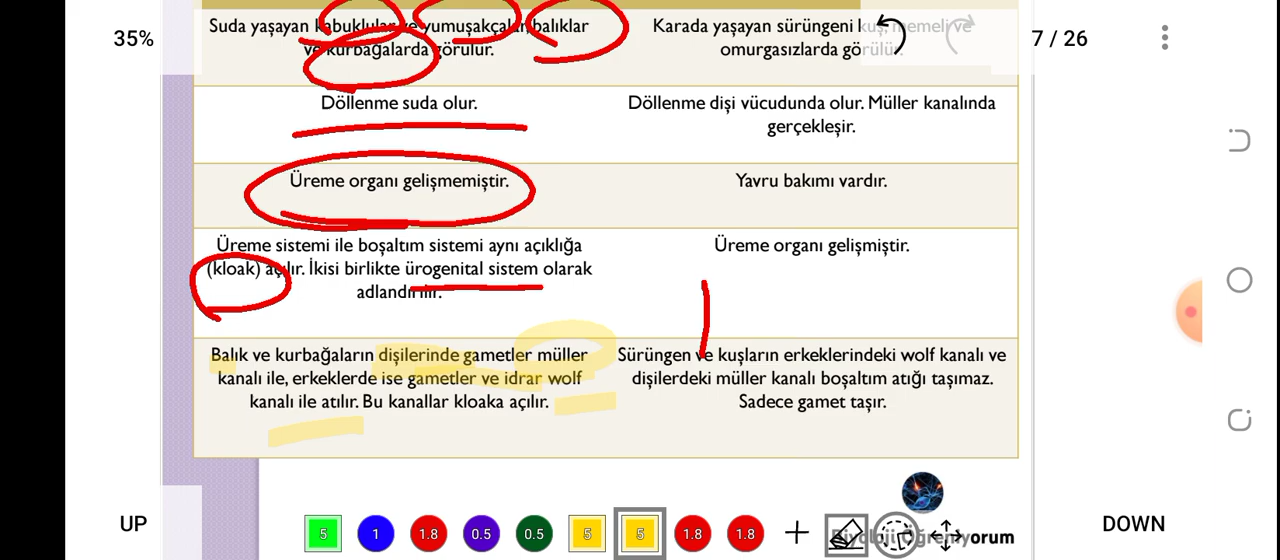 35%
7 / 26
Suda yaşayan kabuklular ve yumuşakçalar, balıklar
ve kurbağalarda görülür.
Karada yaşayan sürüngeni kuş, memeli ve
omurgasızlarda görülür.
Döllenme suda olur.
Döllenme dişi vücudunda olur. Müller kanalında
gerçekleşir.
Üreme organı gelişmemiştir.
Yavru bakımı vardır.
Üreme sistemi ile boşaltım sistemi aynı açıklığa
(kloak) açılır. İkisi birlikte ürogenital sistem olarak
adlandırılır.
Üreme organı gelişmiştir.
Balık ve kurbağaların dişilerinde gametler müller
kanalı ile, erkeklerde ise gametler ve idrar wolf
kanalı ile atılır. Bu kanallar kloaka açılır.
Sürüngen ve kuşların erkeklerindeki wolf kanalı ve
dişilerdeki müller kanalı boşaltım atığı taşımaz.
Sadece gamet taşır.
UP
5
1
1.8
0.5
0.5
5
5
1.8
1.8
Biyoloji Öğreniyorum
DOWN